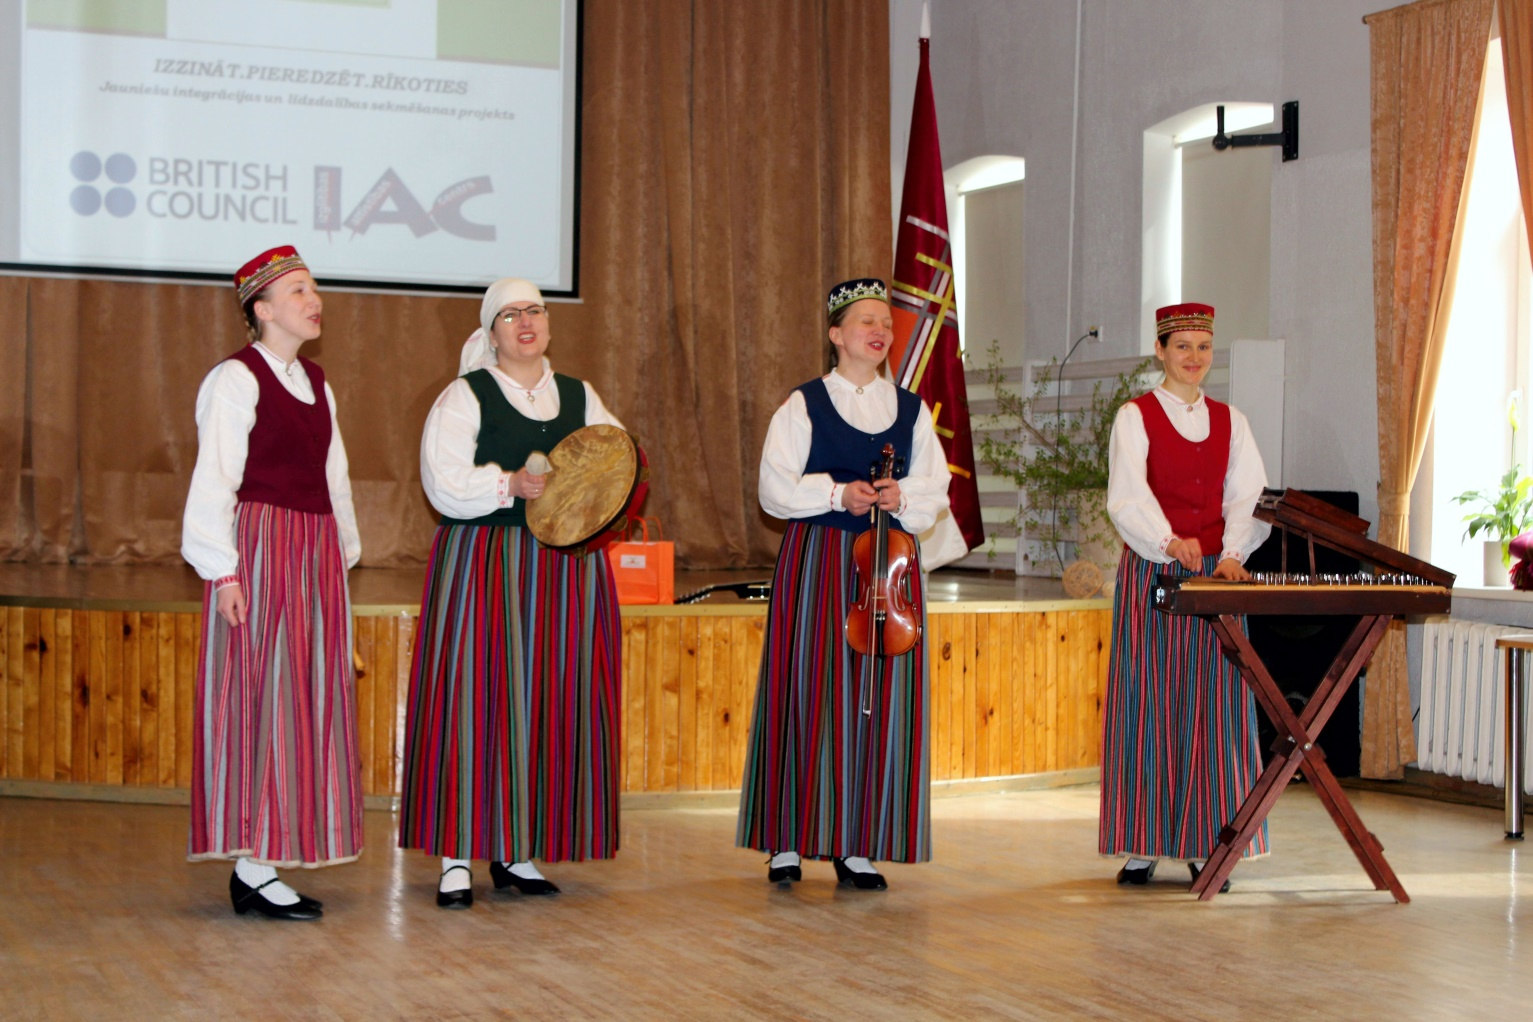 IZZINĀT.PIEREDZĒT.RĪKOTIES
Jauniešu integrācijas un līdzdalības sekmēšanas projekts
BRITISH
COUNCIL
IAC